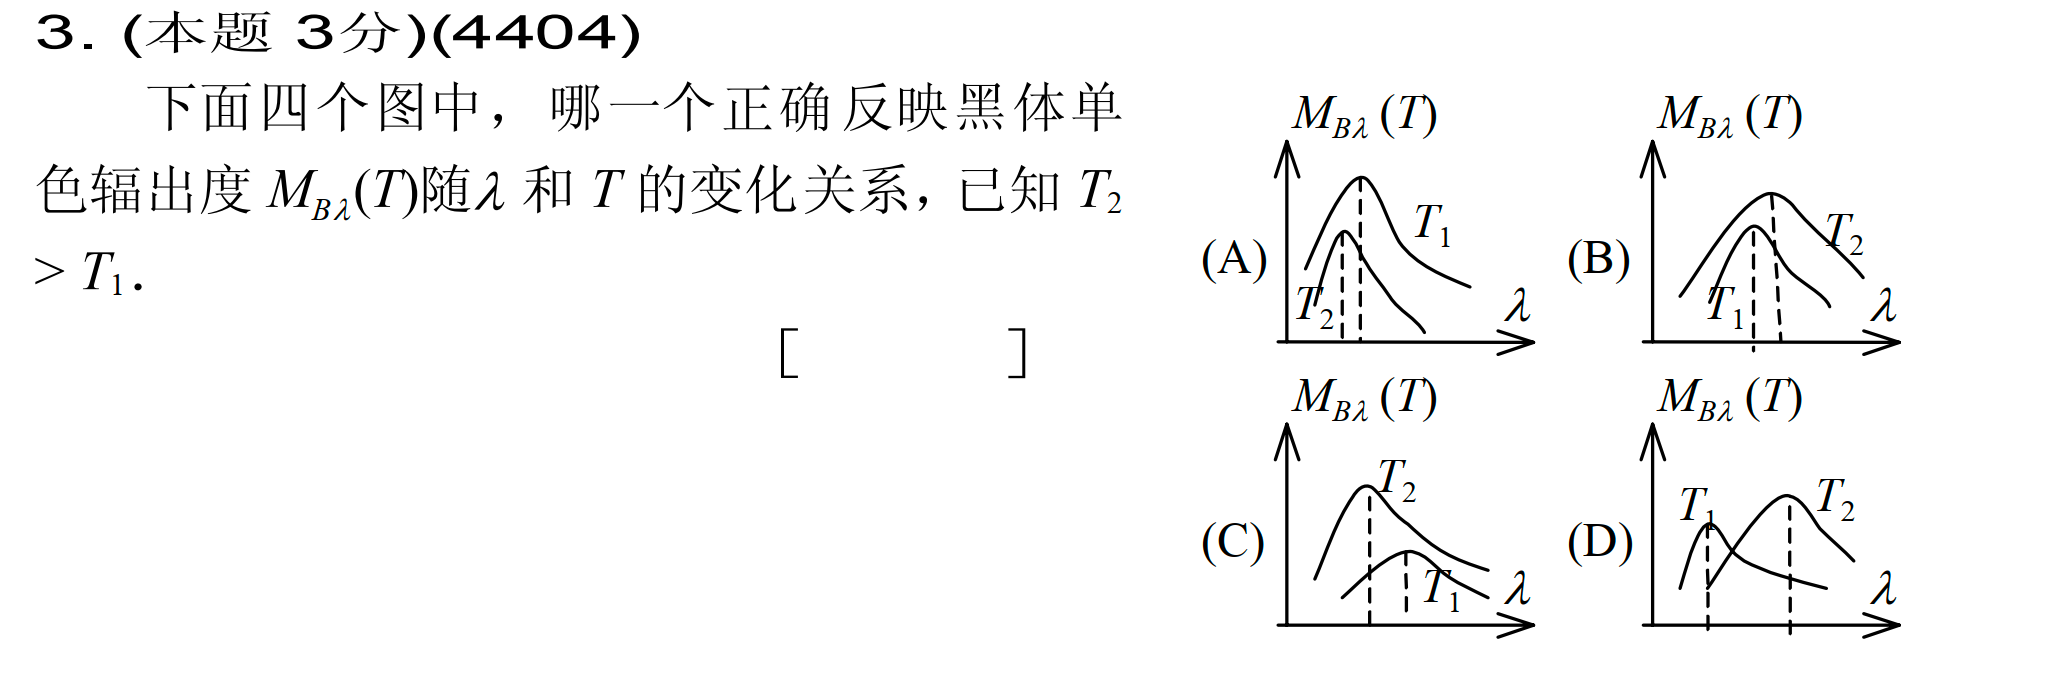 3. (本题 3分)(4404)
下面四个图中，哪一个正确反映黑体单
色辐出度 M_{Bλ}(T)随λ 和 T 的变化关系，已知 T_2
> T_1．
[ ]
M_{Bλ} (T)
(A)
T_1
T_2
λ
M_{Bλ} (T)
(B)
T_2
T_1
λ
M_{Bλ} (T)
(C)
T_2
T_1
λ
M_{Bλ} (T)
(D)
T_1
T_2
λ